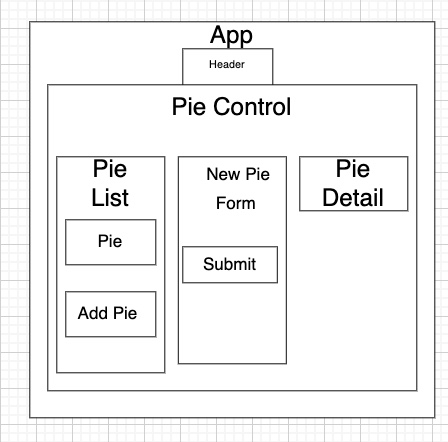 App
Header
Pie Control
Pie
List
Pie
Add Pie
New Pie
Form
Submit
Pie
Detail